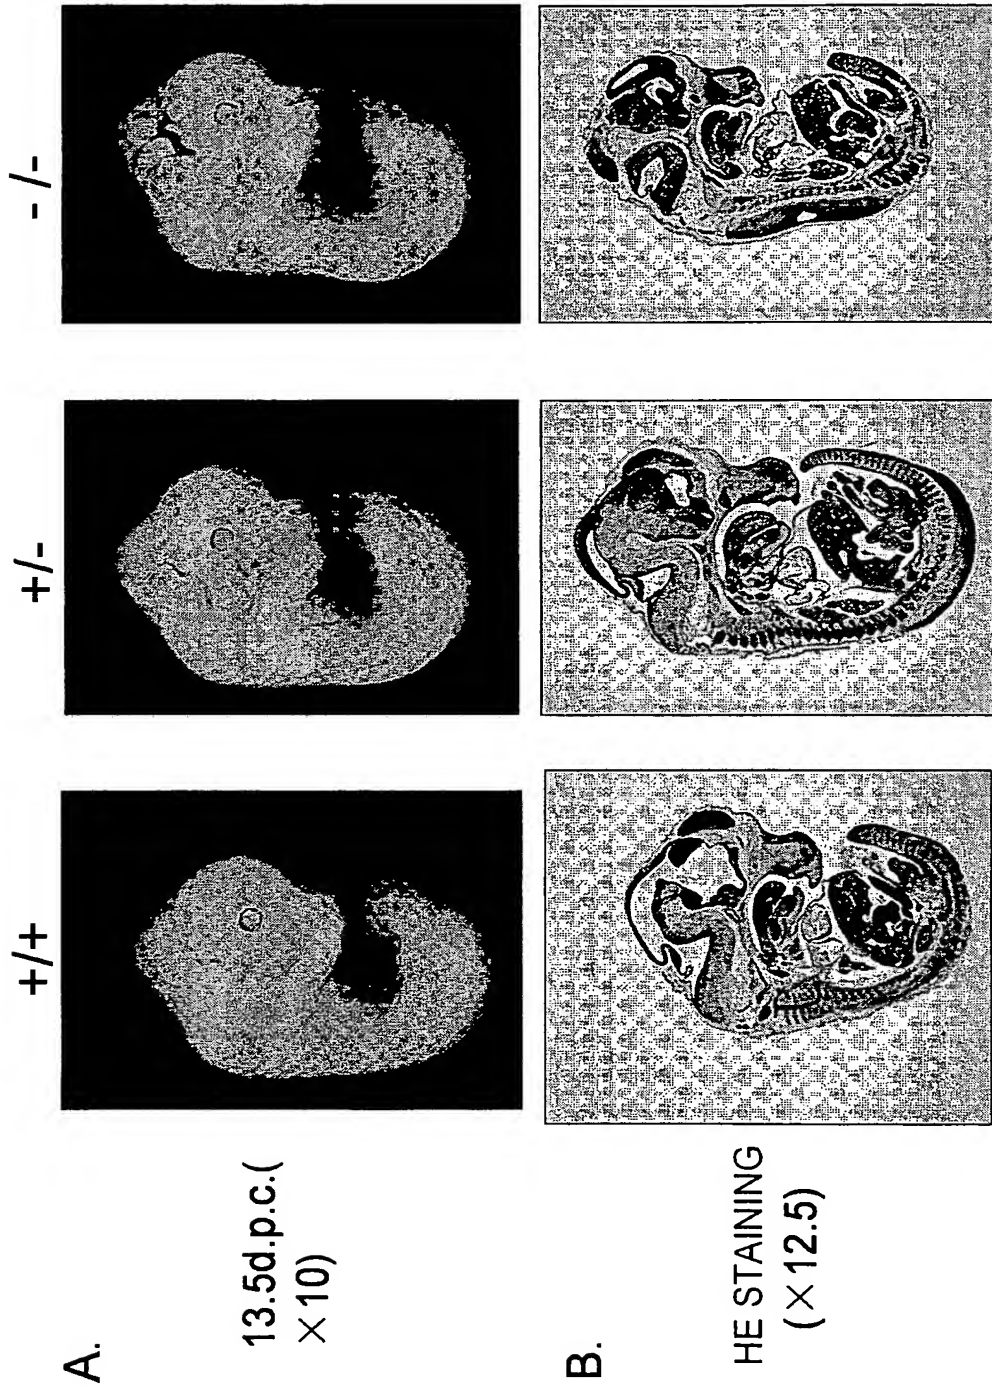 +/+
+/-
-/-
A.
13.5d.p.c.(
×10)
B.
HE STAINING
(×12.5)